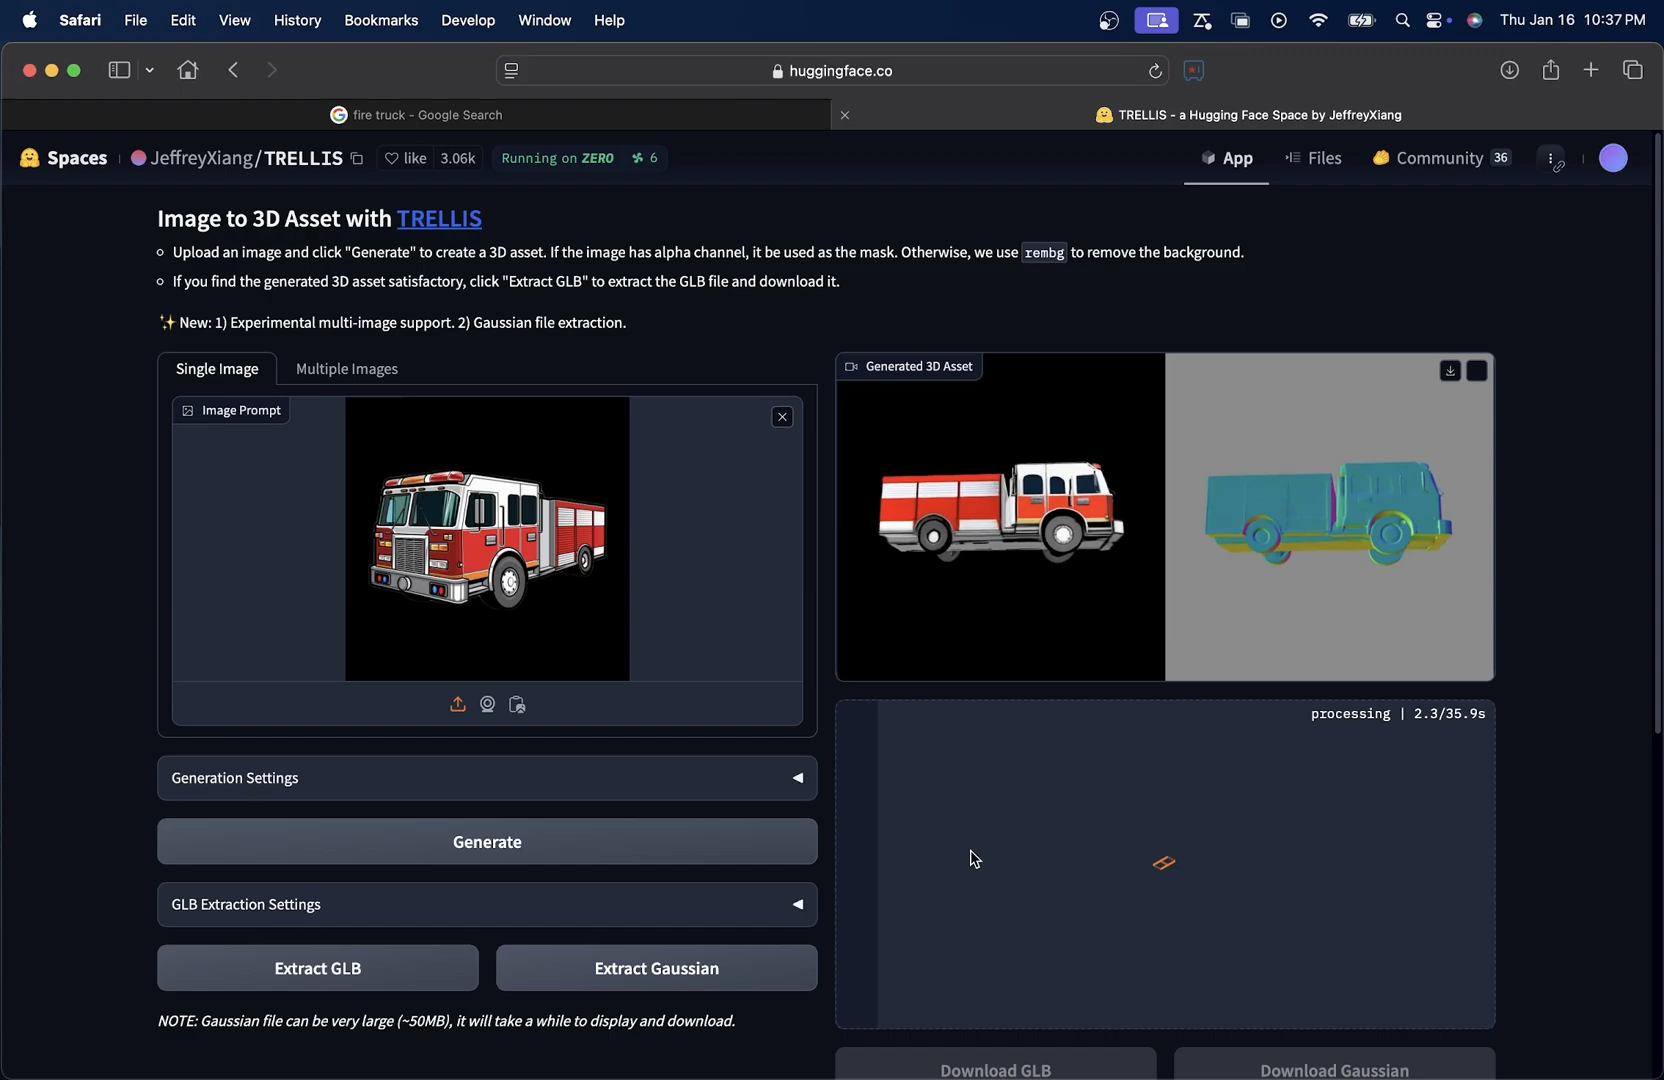 Safari File Edit View History Bookmarks Develop Window Help Thu Jan 16 10:37 PM
huggingface.co
fire truck - Google Search
TRELLIS - a Hugging Face Space by JeffreyXiang
Spaces JeffreyXiang/TRELLIS like 3.06k Running on ZERO 6 App Files Community 36
Image to 3D Asset with TRELLIS
Upload an image and click "Generate" to create a 3D asset. If the image has alpha channel, it be used as the mask. Otherwise, we use rembg to remove the background.
If you find the generated 3D asset satisfactory, click "Extract GLB" to extract the GLB file and download it.
✨ New: 1) Experimental multi-image support. 2) Gaussian file extraction.
Single Image Multiple Images
Image Prompt
Generated 3D Asset
processing | 2.3/35.9s
Generation Settings
Generate
GLB Extraction Settings
Extract GLB Extract Gaussian
NOTE: Gaussian file can be very large (~50MB), it will take a while to display and download.
Download GLB Download Gaussian